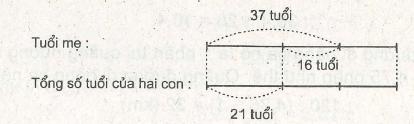 37 tuổi
Tuổi mẹ :
16 tuổi
Tổng số tuổi của hai con :
21 tuổi